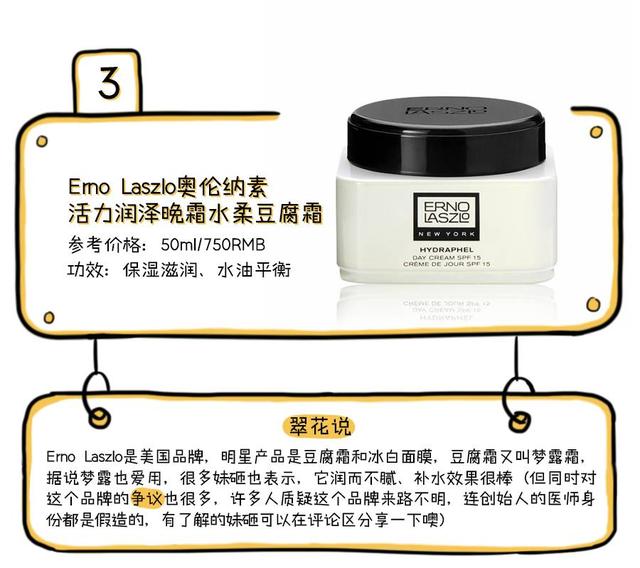 3
ERNO
LASZLO
Erno Laszlo奥伦纳素
活力润泽晚霜水柔豆腐霜
参考价格：50ml/750RMB
功效：保湿滋润、水油平衡
ERNO
LASZLO
NEW YORK
HYDRAPHEL
DAY CREAM SPF 15
CRÈME DE JOUR SPF 15
翠花说
Erno Laszlo是美国品牌，明星产品是豆腐霜和冰白面膜，豆腐霜又叫梦露霜，
据说梦露也爱用，很多妹砸也表示，它润而不腻、补水效果很棒（但同时对
这个品牌的争议也很多，许多人质疑这个品牌来路不明，连创始人的医师身
份都是假造的，有了解的妹砸可以在评论区分享一下噢）